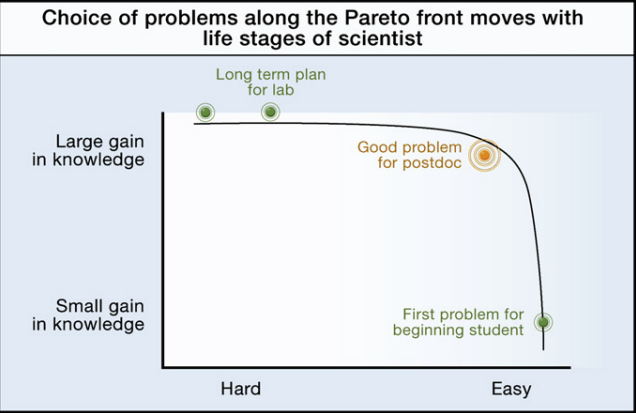 Choice of problems along the Pareto front moves with
life stages of scientist
Long term plan
for lab
Large gain
in knowledge
Good problem
for postdoc
Small gain
in knowledge
First problem for
beginning student
Hard
Easy